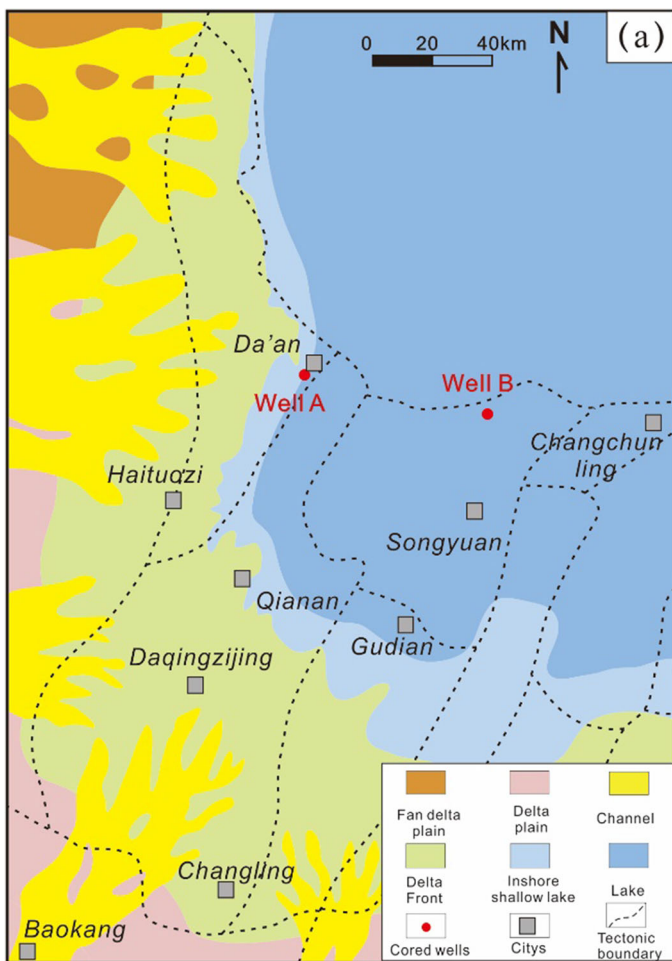 (a)
N
0 20 40km
Da'an
Well A
Well B
Changchun
ling
Haituozi
Songyuan
Qianan
Gudian
Daqingzijing
Changling
Baokang
Fan delta
plain
Delta
plain
Channel
Delta
Front
Inshore
shallow lake
Lake
Cored wells
Citys
Tectonic
boundary